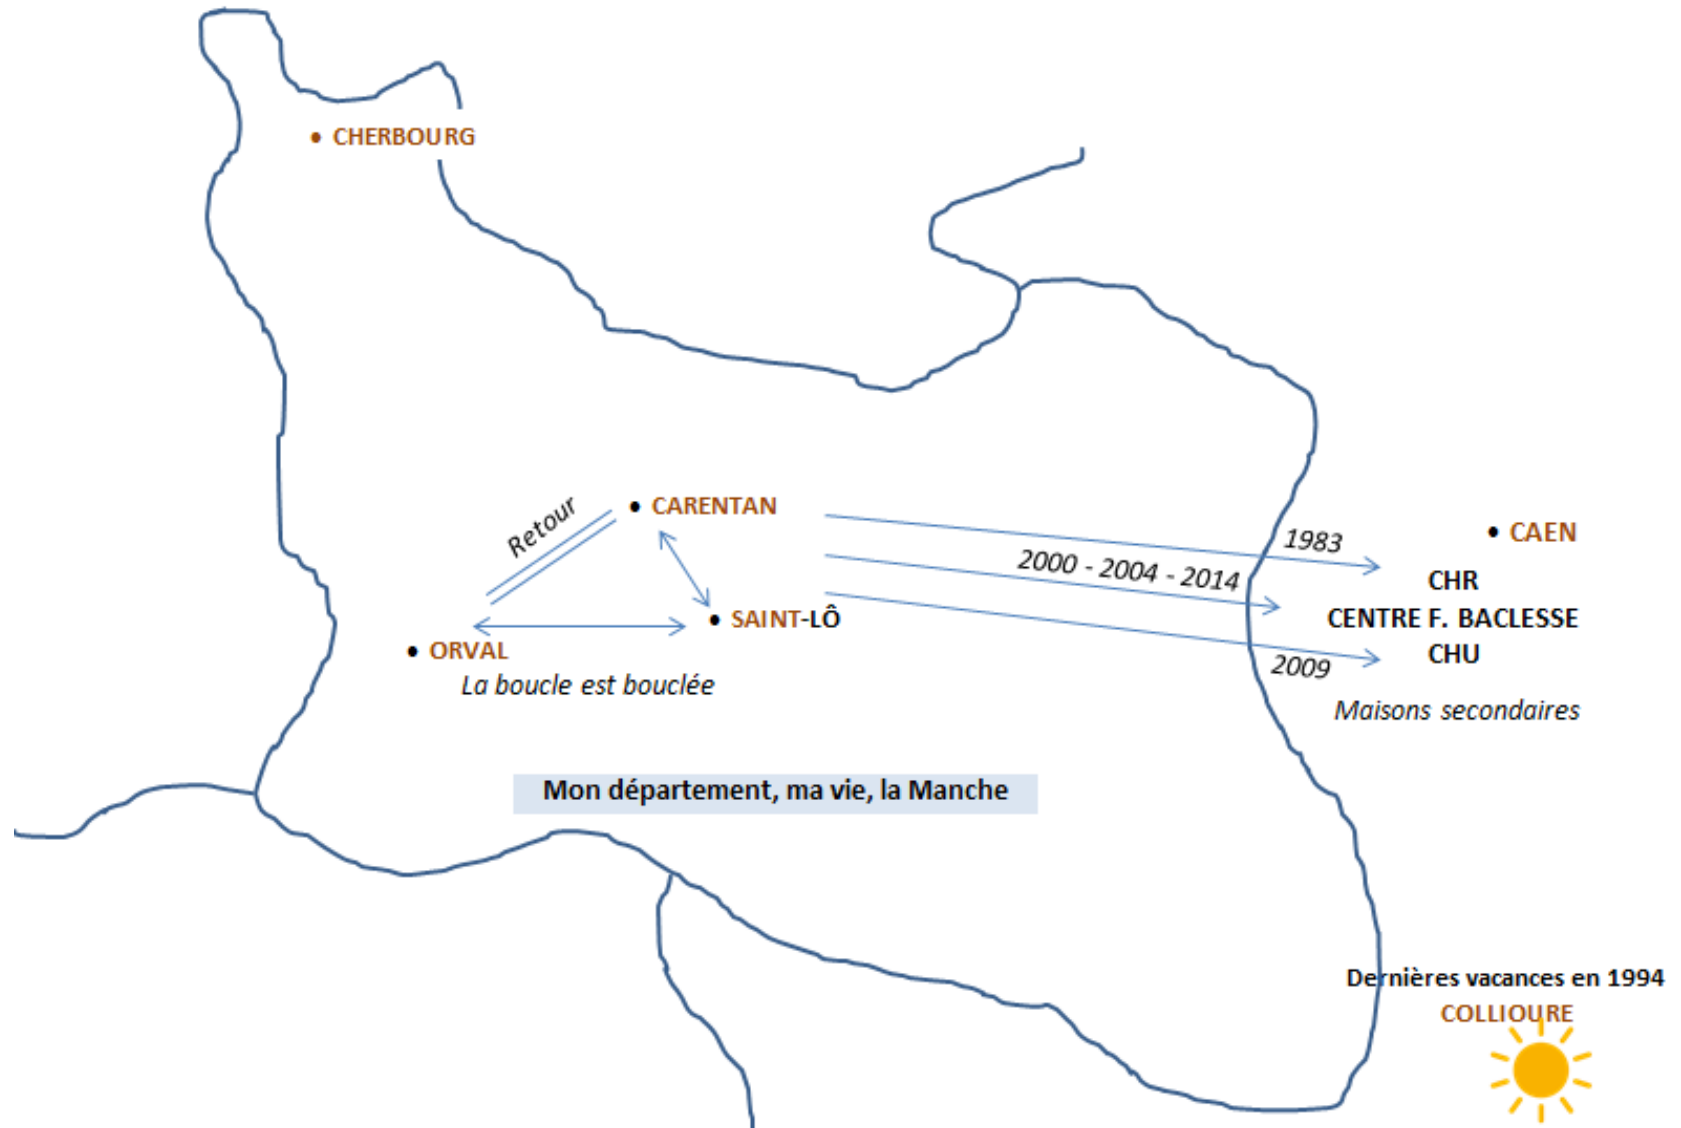 • CHERBOURG
Retour
• CARENTAN
1983
• CAEN
2000 - 2004 - 2014
CHR
CENTRE F. BACLESSE
• SAINT-LÔ
• ORVAL
CHU
2009
La boucle est bouclée
Maisons secondaires
Mon département, ma vie, la Manche
Dernières vacances en 1994
COLLIOURE